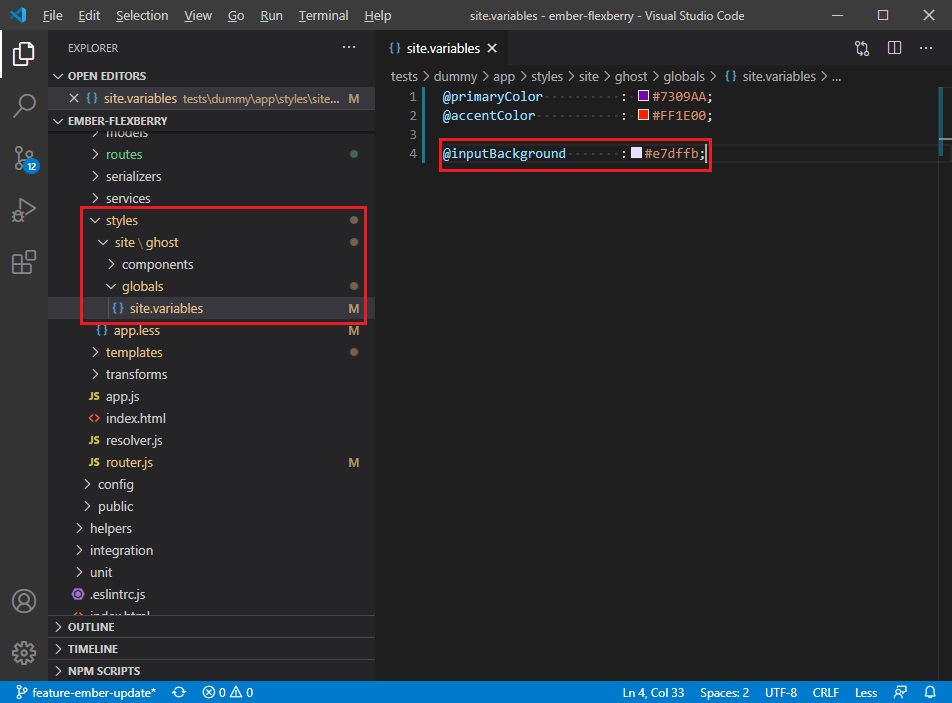 File Edit Selection View Go Run Terminal Help site.variables - ember-flexberry - Visual Studio Code
EXPLORER
OPEN EDITORS
site.variables tests\dummy\app\styles\site... M
EMBER-FLEXBERRY
models
routes
serializers
services
styles
site \ ghost
components
globals
{} site.variables M
{} app.less M
templates
transforms
JS app.js
<> index.html
JS resolver.js
JS router.js M
config
public
helpers
integration
unit
.eslintrc.js
index.html
OUTLINE
TIMELINE
NPM SCRIPTS
12
{} site.variables
tests > dummy > app > styles > site > ghost > globals > {} site.variables > ...
1 @primaryColor ·········· : ·#7309AA;
2 @accentColor ··········· : ·#FF1E00;
3
4 @inputBackground ······· :#e7dffb;
feature-ember-update* 0 0 Ln 4, Col 33 Spaces: 2 UTF-8 CRLF Less